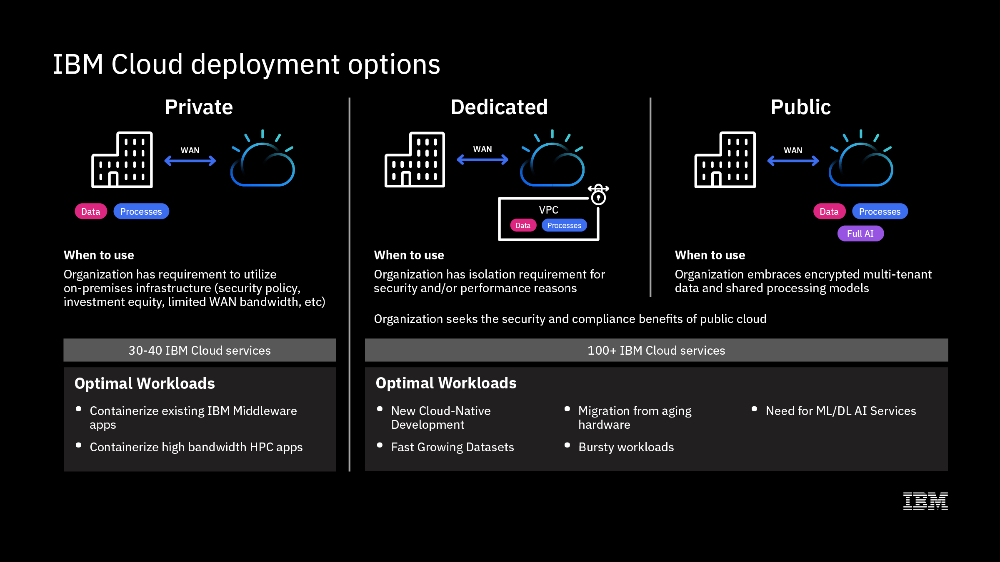 IBM Cloud deployment options
Private
WAN
Data
Processes
When to use
Organization has requirement to utilize
on-premises infrastructure (security policy,
investment equity, limited WAN bandwidth, etc)
Dedicated
WAN
VPC
Data
Processes
When to use
Organization has isolation requirement for
security and/or performance reasons
Public
WAN
Data
Processes
Full AI
When to use
Organization embraces encrypted multi-tenant
data and shared processing models
Organization seeks the security and compliance benefits of public cloud
30-40 IBM Cloud services
Optimal Workloads
• Containerize existing IBM Middleware
apps
• Containerize high bandwidth HPC apps
100+ IBM Cloud services
Optimal Workloads
• New Cloud-Native
Development
• Fast Growing Datasets
• Migration from aging
hardware
• Bursty workloads
• Need for ML/DL AI Services
IBM